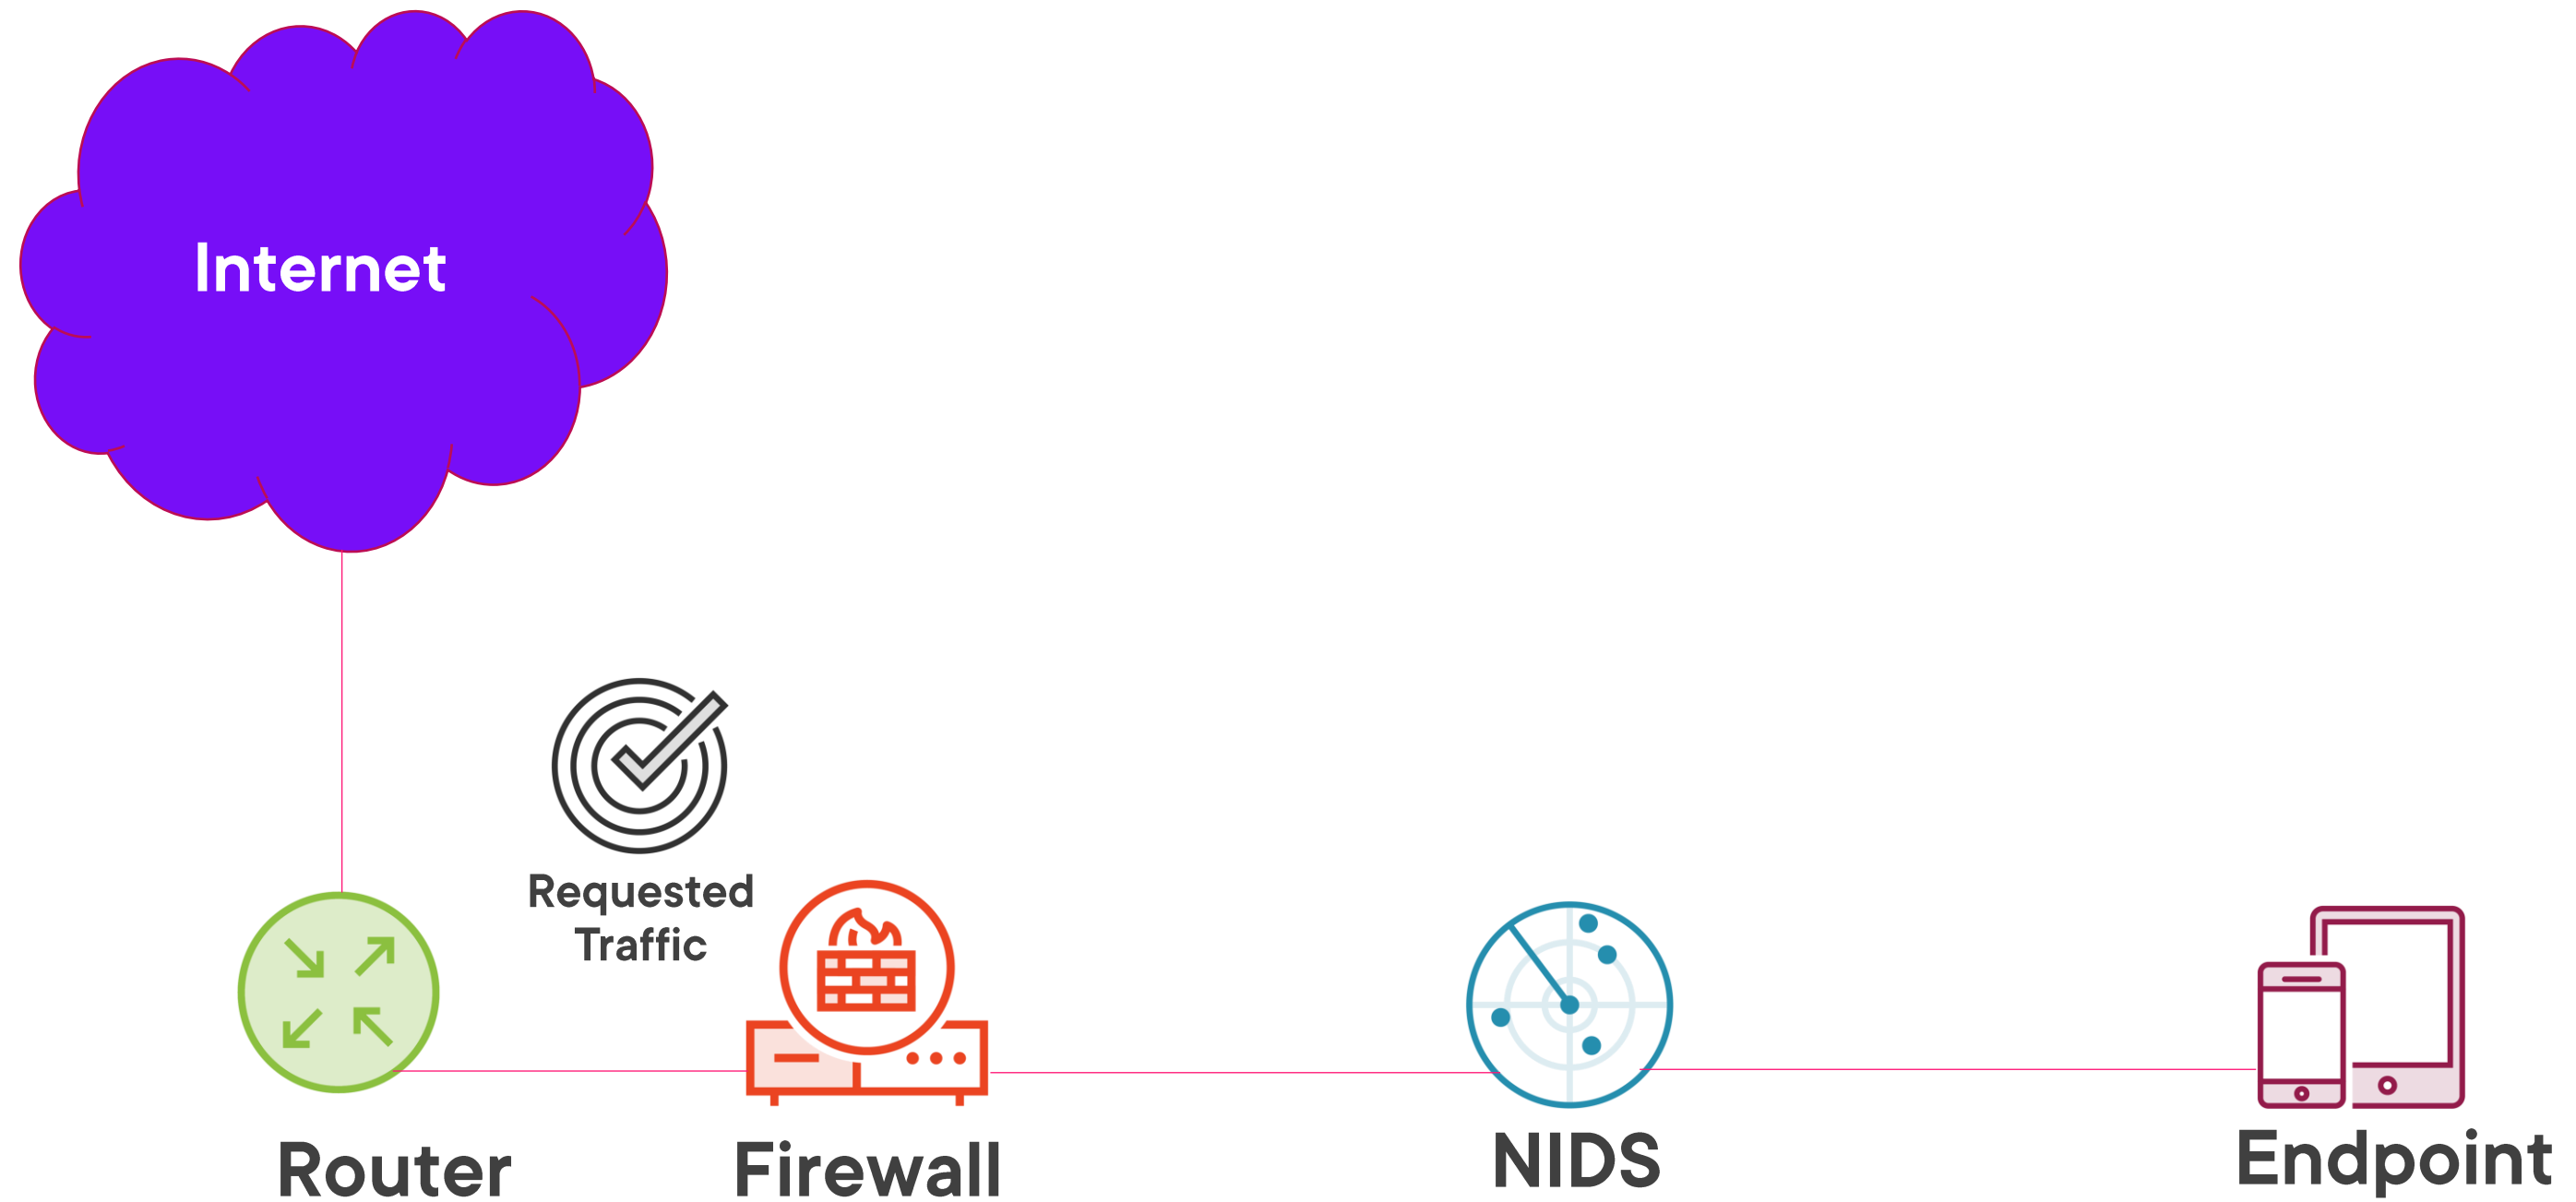 Internet
Requested
Traffic
Router
Firewall
NIDS
Endpoint